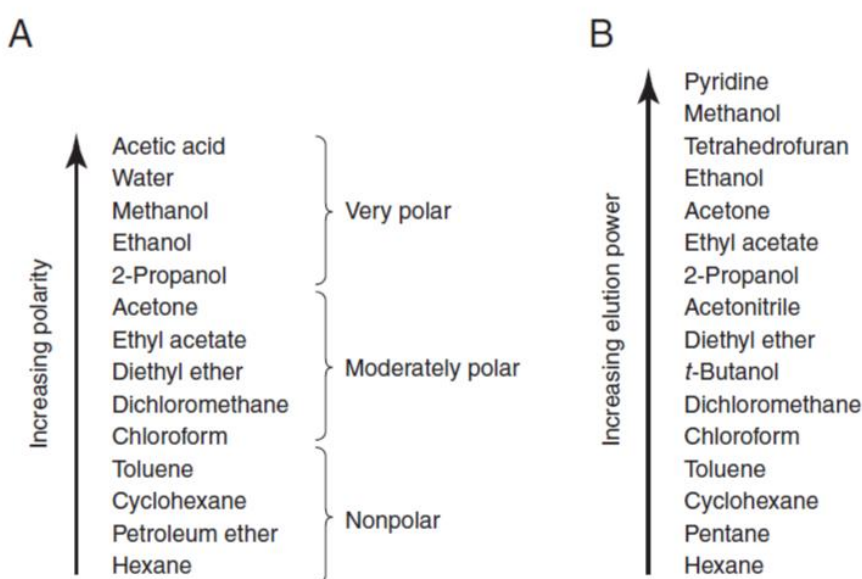 A
Increasing polarity
Acetic acid
Water
Methanol
Ethanol
2-Propanol
Acetone
Ethyl acetate
Diethyl ether
Dichloromethane
Chloroform
Toluene
Cyclohexane
Petroleum ether
Hexane
Very polar
Moderately polar
Nonpolar
B
Increasing elution power
Pyridine
Methanol
Tetrahedrofuran
Ethanol
Acetone
Ethyl acetate
2-Propanol
Acetonitrile
Diethyl ether
t-Butanol
Dichloromethane
Chloroform
Toluene
Cyclohexane
Pentane
Hexane